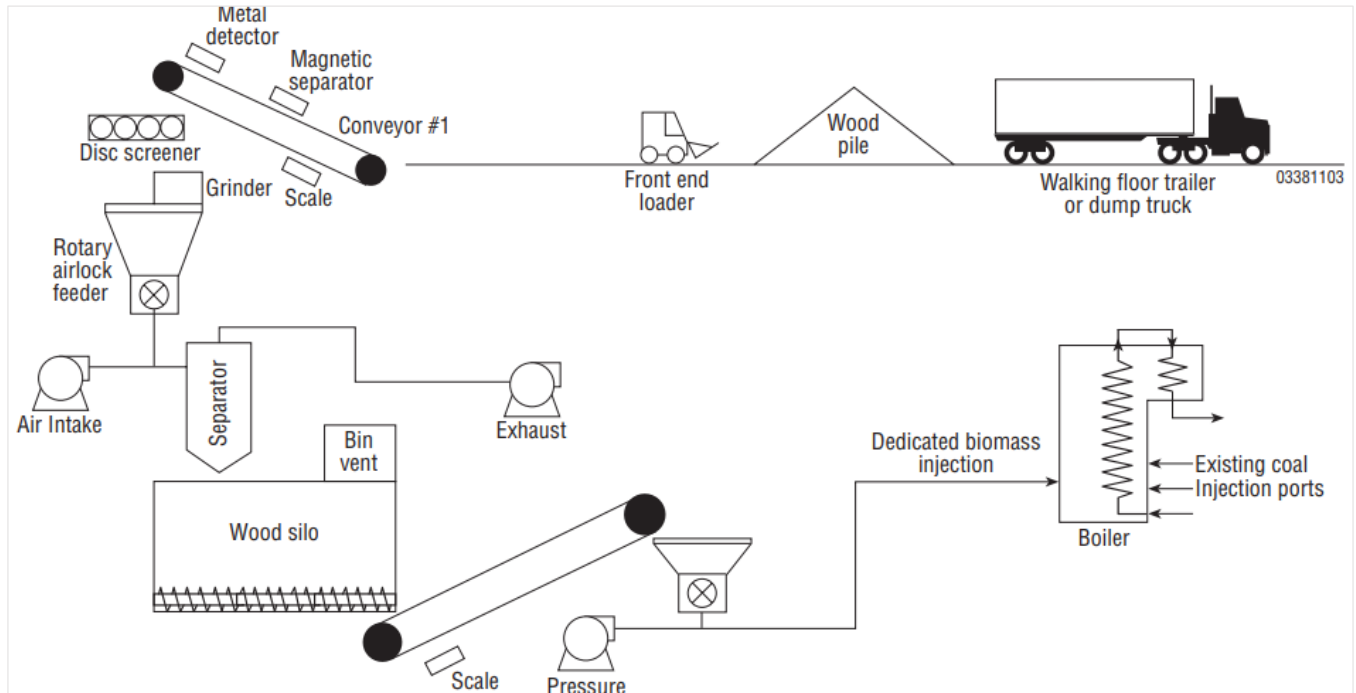 Metal
detector
Magnetic
separator
Conveyor #1
Disc screener
Scale
Grinder
Rotary
airlock
feeder
Front end
loader
Wood
pile
Walking floor trailer
or dump truck
03381103
Air Intake
Separator
Exhaust
Bin
vent
Wood silo
Scale
Pressure
Dedicated biomass
injection
Existing coal
Injection ports
Boiler